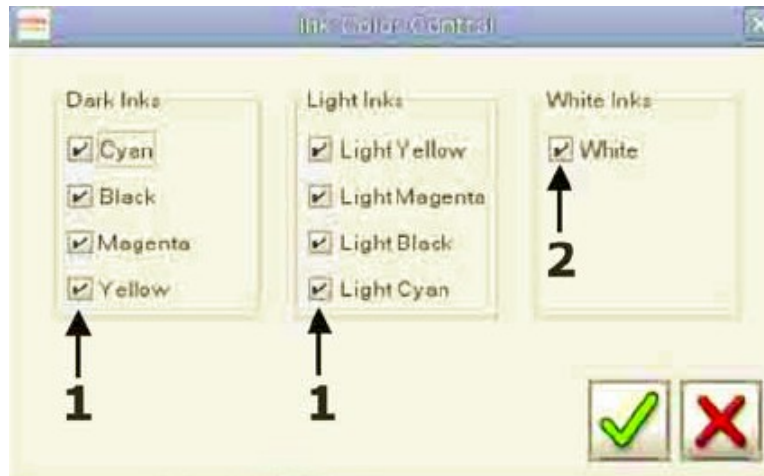 Ink Color Control
Dark Inks
Cyan
Black
Magenta
Yellow
1
Light Inks
Light Yellow
Light Magenta
Light Black
Light Cyan
1
White Inks
White
2